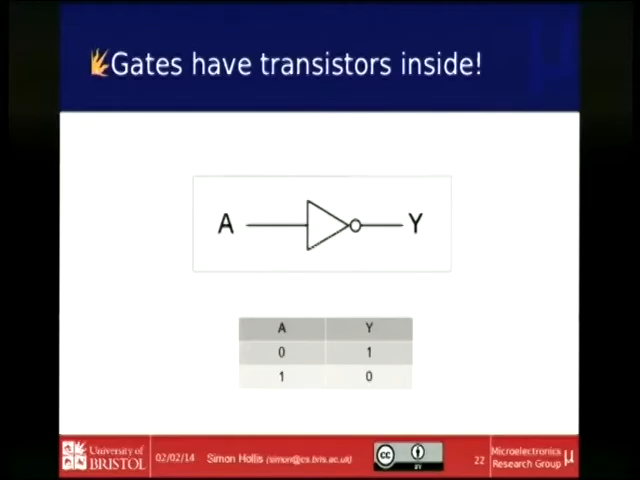 Gates have transistors inside!
A Y
A Y
0 1
1 0
University of
BRISTOL
02/02/14
Simon Hollis (simon@cs.bris.ac.uk)
cc
BY
22
Microelectronics
Research Group
μ